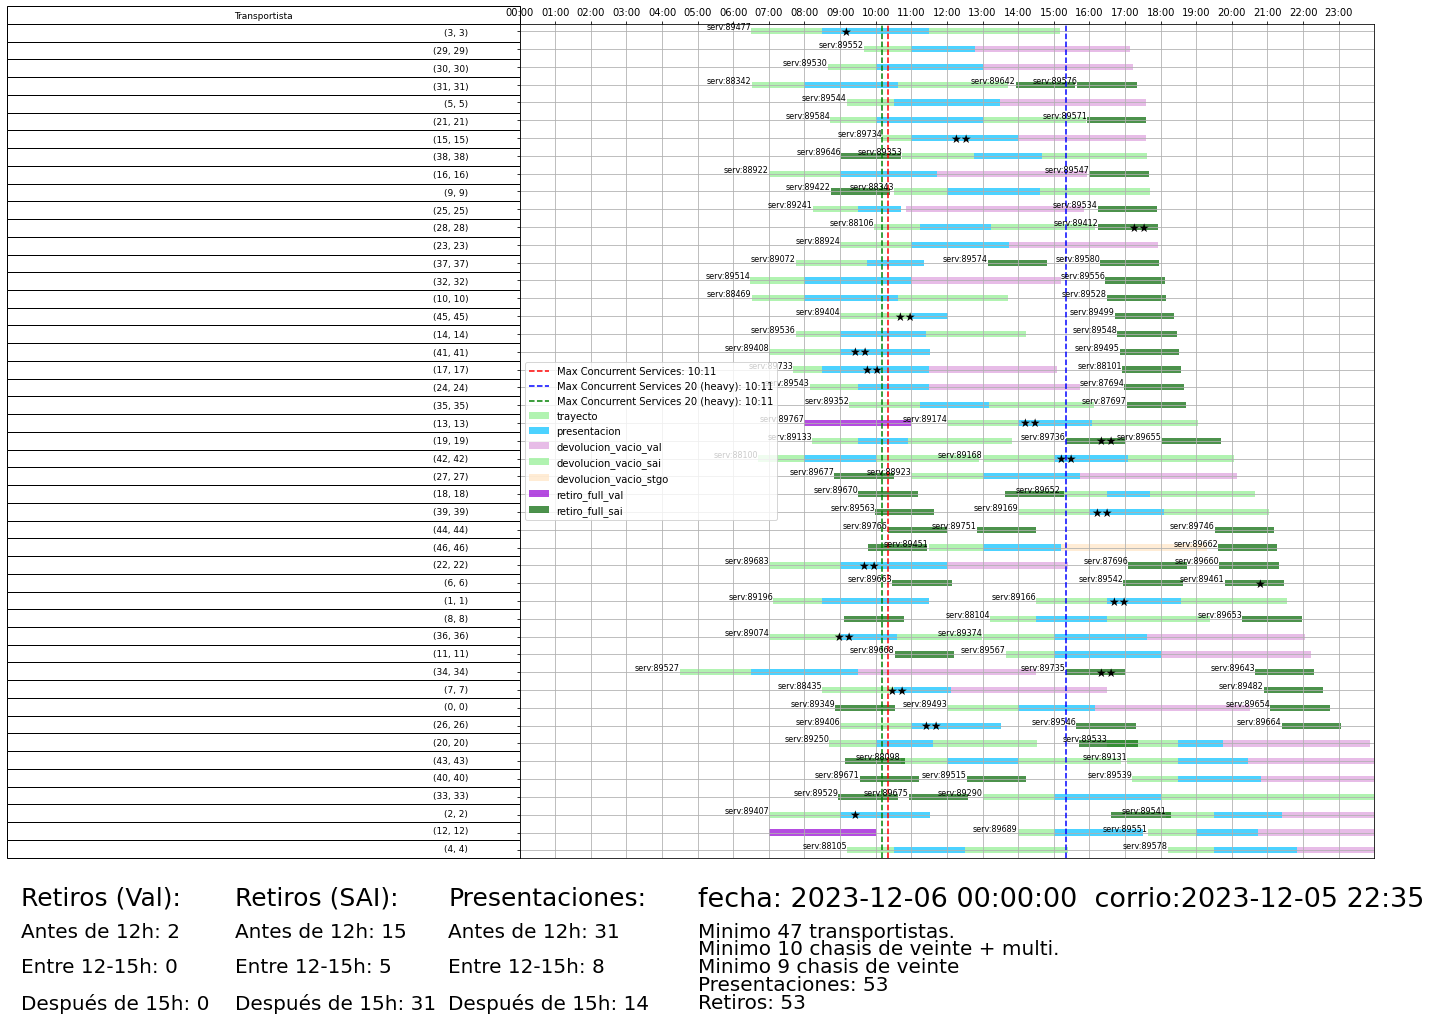 00:00 01:00 02:00 03:00 04:00 05:00 06:00 07:00 08:00 09:00 10:00 11:00 12:00 13:00 14:00 15:00 16:00 17:00 18:00 19:00 20:00 21:00 22:00 23:00
Transportista
(3, 3) serv:89477
(29, 29) serv:89552
(30, 30) serv:89530
(31, 31) serv:88342 serv:89642 serv:89576
(5, 5) serv:89544
(21, 21) serv:89584 serv:89571
(15, 15) serv:89734
(38, 38) serv:89646 serv:89353
(16, 16) serv:88922 serv:89547
(9, 9) serv:89422 serv:88343
(25, 25) serv:89241 serv:89534
(28, 28) serv:88106 serv:89412
(23, 23) serv:88924
(37, 37) serv:89072 serv:89574 serv:89580
(32, 32) serv:89514 serv:89556
(10, 10) serv:88469 serv:89528
(45, 45) serv:89404 serv:89499
(14, 14) serv:89536 serv:89548
(41, 41) serv:89408 serv:89495
(17, 17) serv:88101
(24, 24) serv:87694
(35, 35) serv:89352 serv:87697
(13, 13) serv:89767 serv:89174
(19, 19) serv:89133 serv:89736 serv:89655
(42, 42) serv:88100 serv:89168
(27, 27) serv:89677 serv:88923
(18, 18) serv:89670 serv:89652
(39, 39) serv:89563 serv:89169
(44, 44) serv:89751 serv:89746
(46, 46) serv:89451 serv:89662
(22, 22) serv:89683 serv:87696 serv:89660
(6, 6) serv:89663 serv:89542 serv:89461
(1, 1) serv:89196 serv:89166
(8, 8) serv:88104 serv:89653
(36, 36) serv:89074 serv:89374
(11, 11) serv:89668 serv:89567
(34, 34) serv:89527 serv:89735 serv:89643
(7, 7) serv:88435 serv:89482
(0, 0) serv:89349 serv:89493 serv:89654
(26, 26) serv:89406 serv:89546 serv:89664
(20, 20) serv:89250 serv:89533
(43, 43) serv:88098 serv:89131
(40, 40) serv:89671 serv:89515 serv:89539
(33, 33) serv:89529 serv:89675 serv:89290
(2, 2) serv:89407 serv:89541
(12, 12) serv:89689 serv:89551
(4, 4) serv:88105 serv:89578
Max Concurrent Services: 10:11
Max Concurrent Services 20 (heavy): 10:11
Max Concurrent Services 20 (heavy): 10:11
trayecto
presentacion
devolucion_vacio_val
devolucion_vacio_sai
devolucion_vacio_stgo
retiro_full_val
retiro_full_sai
Retiros (Val):
Antes de 12h: 2
Entre 12-15h: 0
Después de 15h: 0
Retiros (SAI):
Antes de 12h: 15
Entre 12-15h: 5
Después de 15h: 31
Presentaciones:
Antes de 12h: 31
Entre 12-15h: 8
Después de 15h: 14
fecha: 2023-12-06 00:00:00 corrio:2023-12-05 22:35
Minimo 47 transportistas.
Minimo 10 chasis de veinte + multi.
Minimo 9 chasis de veinte
Presentaciones: 53
Retiros: 53